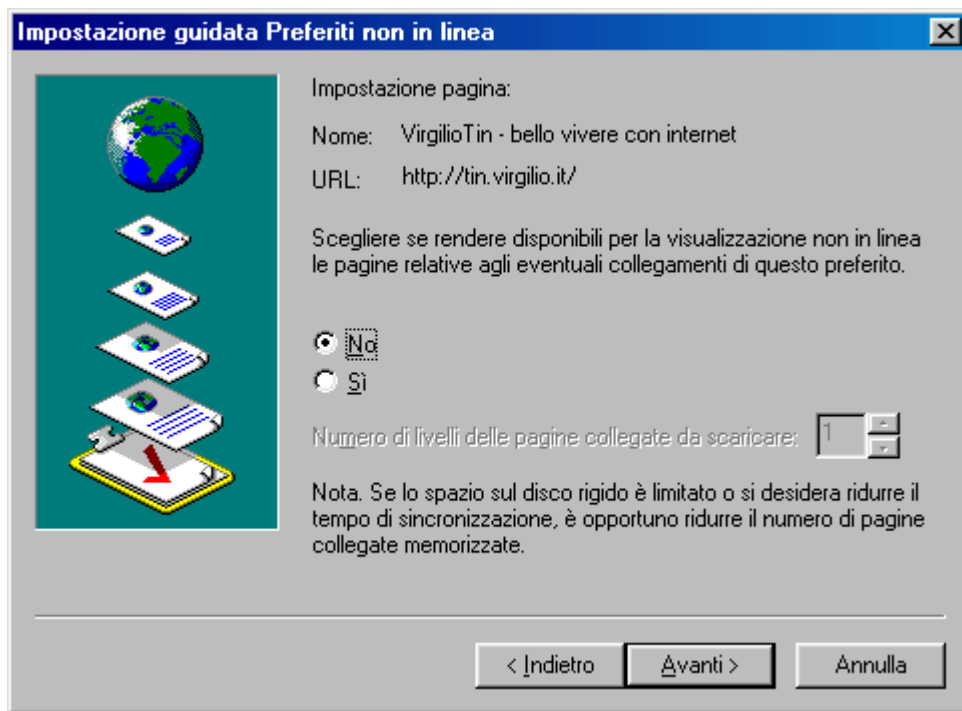 Impostazione guidata Preferiti non in linea
Impostazione pagina:
Nome: VirgilioTin - bello vivere con internet
URL: http://tin.virgilio.it/
Scegliere se rendere disponibili per la visualizzazione non in linea
le pagine relative agli eventuali collegamenti di questo preferito.
No
Sì
Numero di livelli delle pagine collegate da scaricare: 1
Nota. Se lo spazio sul disco rigido è limitato o si desidera ridurre il
tempo di sincronizzazione, è opportuno ridurre il numero di pagine
collegate memorizzate.
< Indietro Avanti > Annulla